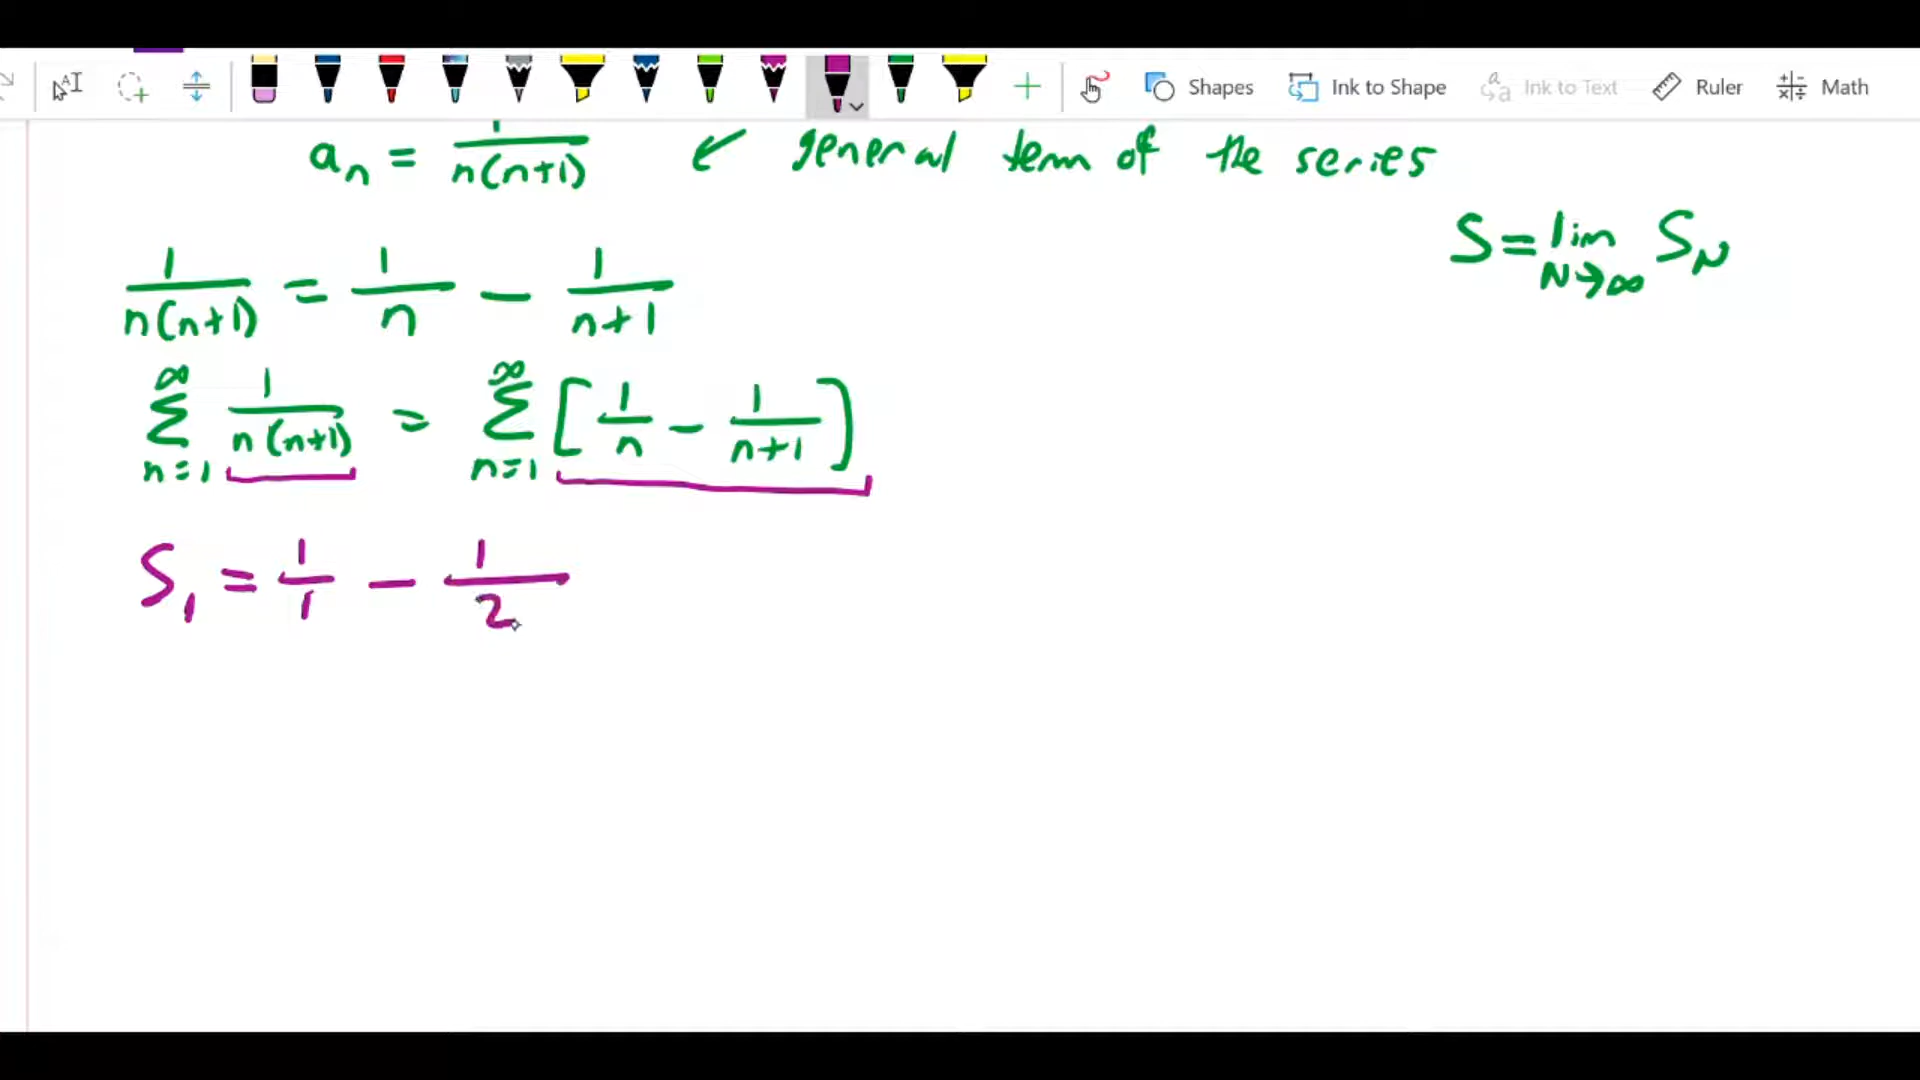 Shapes Ink to Shape Ink to Text Ruler Math
aₙ = 1/(n(n+1)) ↙ general term of the series
S = lim N→∞ S_N
1/(n(n+1)) = 1/n - 1/(n+1)
∞ Σ n=1 1/(n(n+1)) = ∞ Σ n=1 [1/n - 1/(n+1)]
S₁ = 1/1 - 1/2